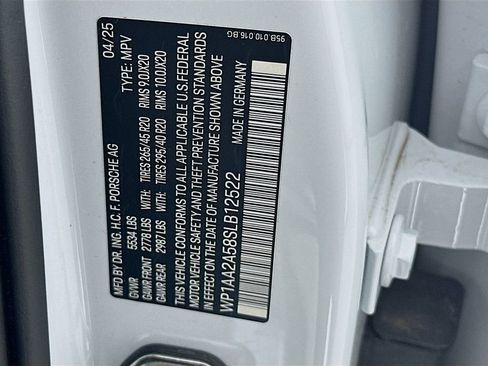 MFD BY DR. ING. H.C. F. PORSCHE AG 04/25
GVWR 5634 LBS TYPE: MPV
GAWR FRONT 2778 LBS WITH: TIRES 265/45 R20 RIMS 9.0JX20
GAWR REAR 2987 LBS WITH: TIRES 295/40 R20 RIMS 10.0JX20
THIS VEHICLE CONFORMS TO ALL APPLICABLE U.S. FEDERAL
MOTOR VEHICLE SAFETY AND THEFT PREVENTION STANDARDS
IN EFFECT ON THE DATE OF MANUFACTURE SHOWN ABOVE
WP1AA2A58SLB12522 MADE IN GERMANY
95B.010.016.BG